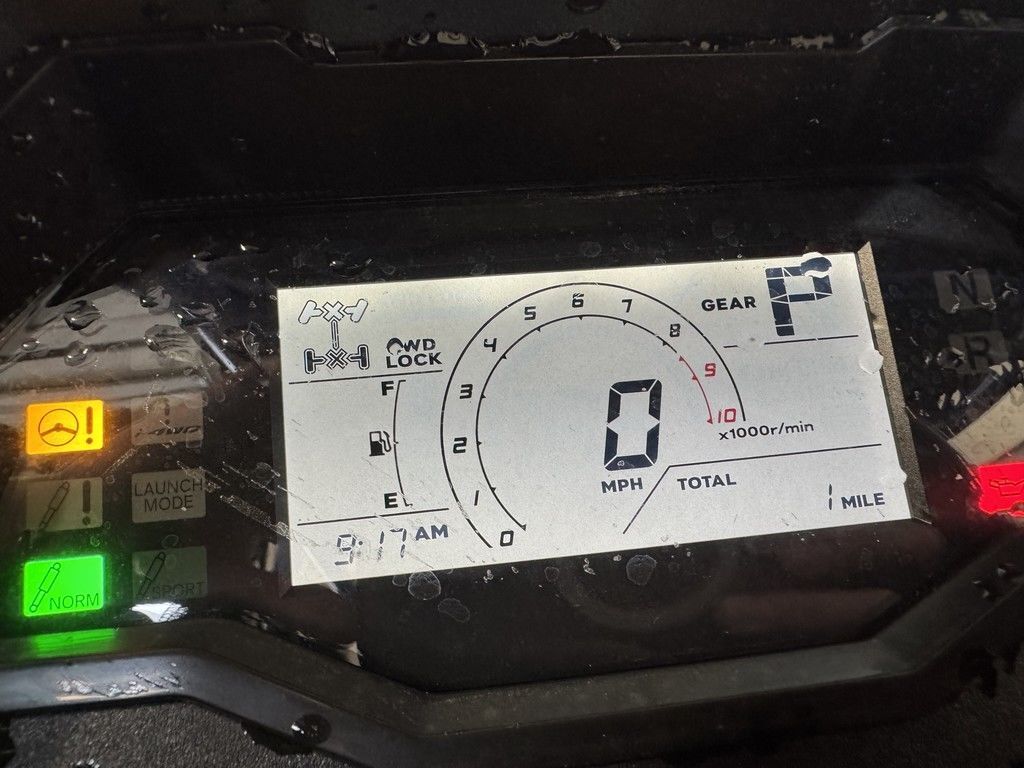 GEAR P
4WD
LOCK
F
E
9:17 AM
0
1
2
3
4
5
6
7
8
9
10
x1000r/min
0
MPH
TOTAL
1 MILE
!
!
LAUNCH
MODE
NORM
SPORT
N
R